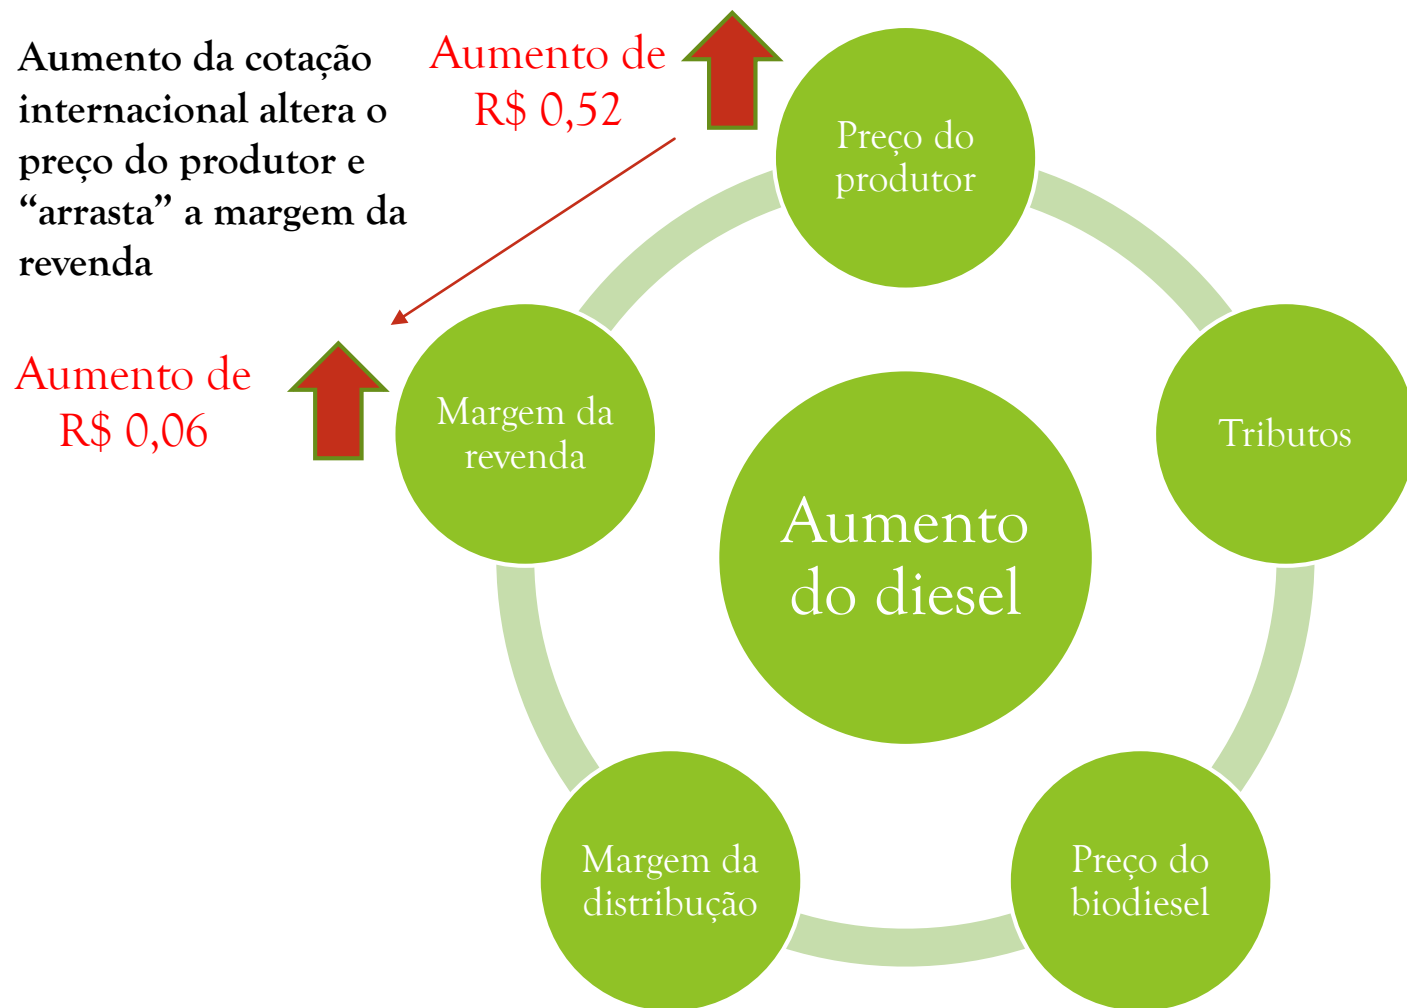 Aumento da cotação
internacional altera o
preço do produtor e
“arrasta” a margem da
revenda
Aumento de
R$ 0,52
Preço do
produtor
Aumento de
R$ 0,06
Margem da
revenda
Tributos
Aumento
do diesel
Margem da
distribução
Preço do
biodiesel